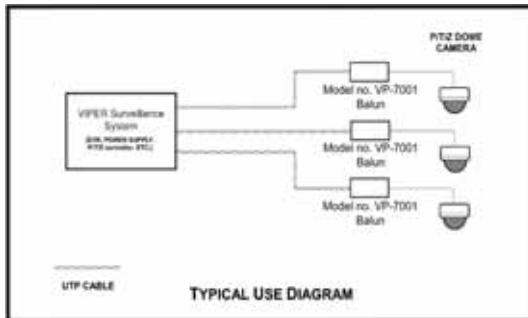 P/T/Z DOME
CAMERA
Model no. VP-7001
Balun
VIPER Surveillance
System
(DVR, POWER SUPPLY,
P/T/Z controller, ETC.)
Model no. VP-7001
Balun
Model no. VP-7001
Balun
UTP CABLE
TYPICAL USE DIAGRAM